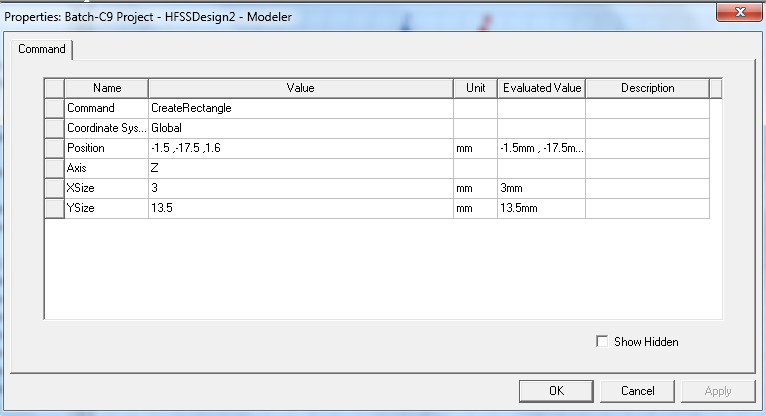 Properties: Batch-C9 Project - HFSSDesign2 - Modeler
Command
Name Value Unit Evaluated Value Description
Command CreateRectangle
Coordinate Sys... Global
Position -1.5 ,-17.5 ,1.6 mm -1.5mm , -17.5m...
Axis Z
XSize 3 mm 3mm
YSize 13.5 mm 13.5mm
Show Hidden
OK Cancel Apply